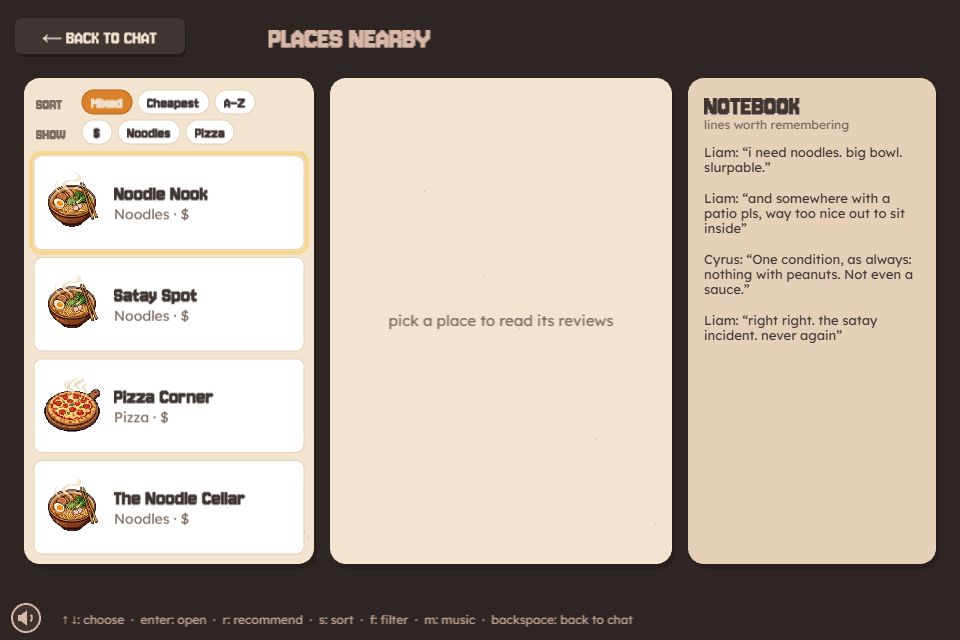 ← BACK TO CHAT
PLACES NEARBY
SORT Mixed Cheapest A-Z
SHOW $ Noodles Pizza
Noodle Nook
Noodles · $
Satay Spot
Noodles · $
Pizza Corner
Pizza · $
The Noodle Cellar
Noodles · $
pick a place to read its reviews
NOTEBOOK
lines worth remembering
Liam: “i need noodles. big bowl.
slurpable.”
Liam: “and somewhere with a
patio pls, way too nice out to sit
inside”
Cyrus: “One condition, as always:
nothing with peanuts. Not even a
sauce.”
Liam: “right right. the satay
incident. never again”
↑ ↓: choose · enter: open · r: recommend · s: sort · f: filter · m: music · backspace: back to chat